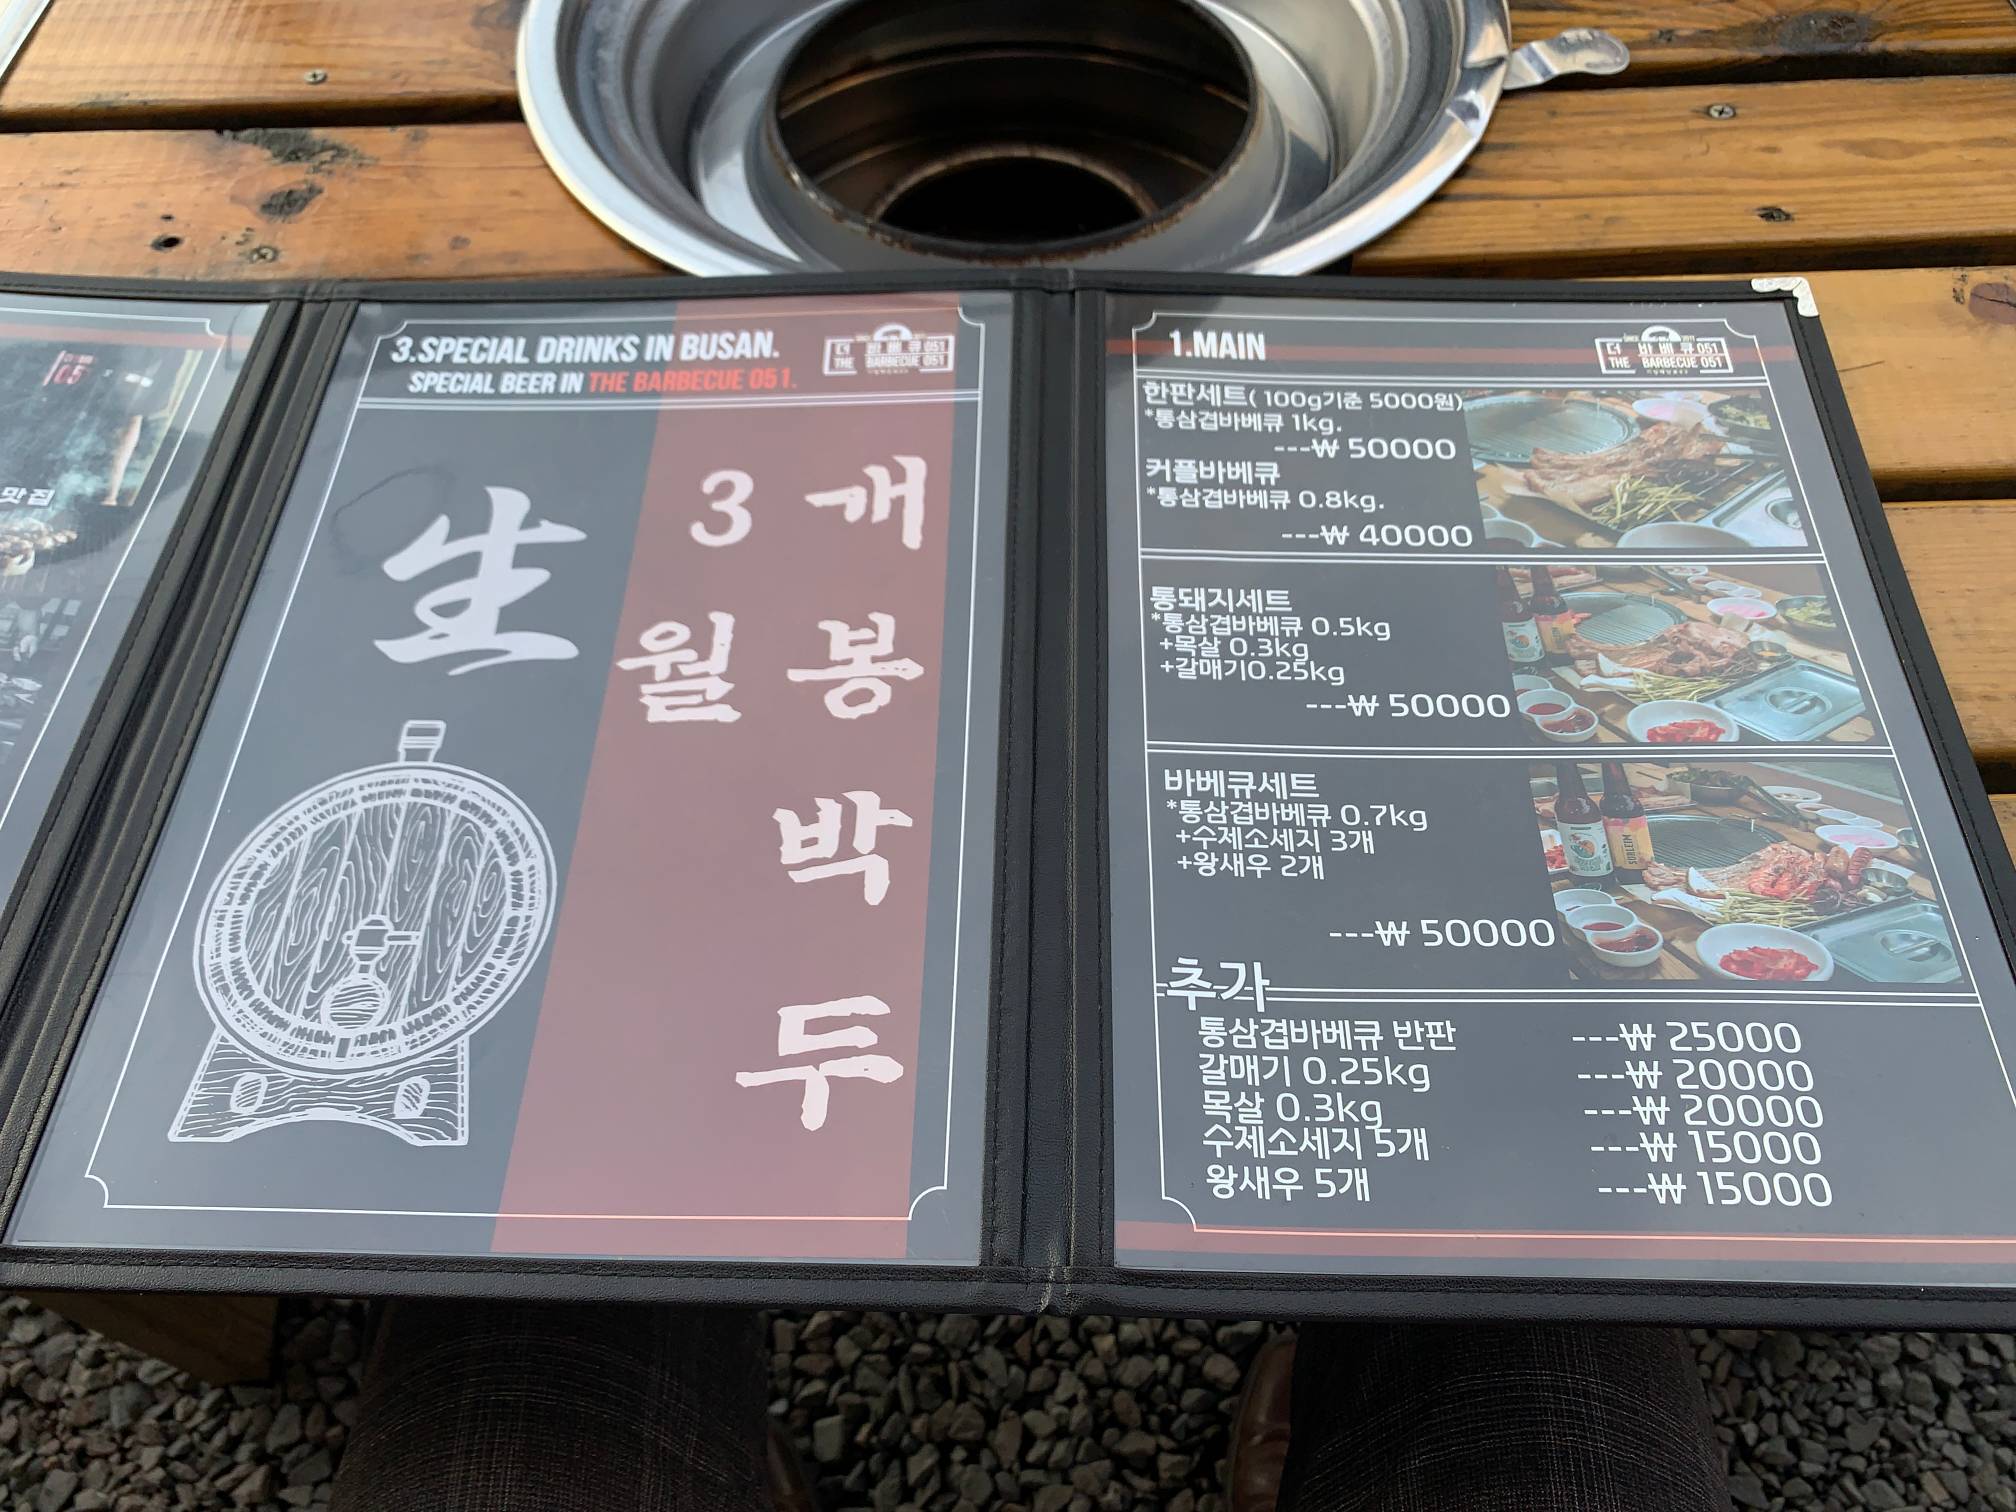 맛집
3.SPECIAL DRINKS IN BUSAN.
SPECIAL BEER IN THE BARBECUE 051.
더 바베큐051
THE BARBECUE 051
개봉박두
3월
生
1.MAIN
더 바베큐051
THE BARBECUE 051
한판세트( 100g기준 5000원)
*통삼겹바베큐 1kg.
---₩ 50000
커플바베큐
*통삼겹바베큐 0.8kg.
---₩ 40000
통돼지세트
*통삼겹바베큐 0.5kg
+목살 0.3kg
+갈매기0.25kg
---₩ 50000
바베큐세트
*통삼겹바베큐 0.7kg
+수제소세지 3개
+왕새우 2개
---₩ 50000
추가
통삼겹바베큐 반판 ---₩ 25000
갈매기 0.25kg ---₩ 20000
목살 0.3kg ---₩ 20000
수제소세지 5개 ---₩ 15000
왕새우 5개 ---₩ 15000